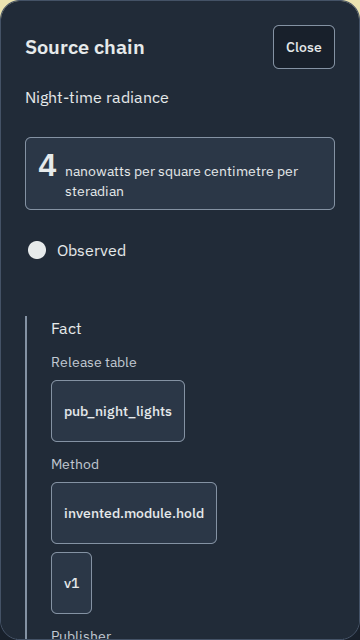 Source chain
Close
Night-time radiance
4 nanowatts per square centimetre per
steradian
Observed
Fact
Release table
pub_night_lights
Method
invented.module.hold
v1
Publisher